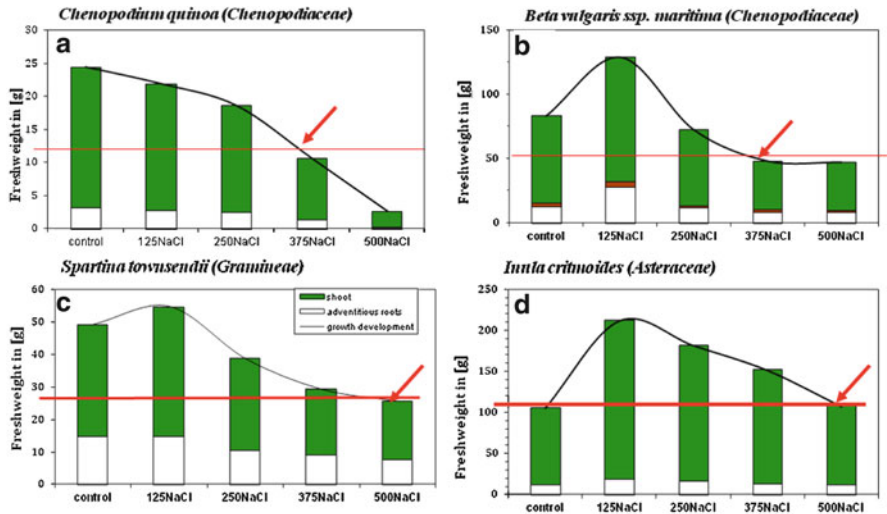 Chenopodium quinoa (Chenopodiaceae)
a
Freshweight in [g]
30
25
20
15
10
5
0
control 125NaCl 250NaCl 375NaCl 500NaCl
Beta vulgaris ssp. maritima (Chenopodiaceae)
b
Freshweight in [g]
150
100
50
0
control 125NaCl 250NaCl 375NaCl 500NaCl
Spartina towusendii (Gramineae)
c
Freshweight in [g]
60
50
40
30
20
10
0
shoot
adventitious roots
growth development
control 125NaCl 250NaCl 375NaCl 500NaCl
Innla critmoides (Asteraceae)
d
Freshweight in [g]
250
200
150
100
50
0
control 125NaCl 250NaCl 375NaCl 500NaCl